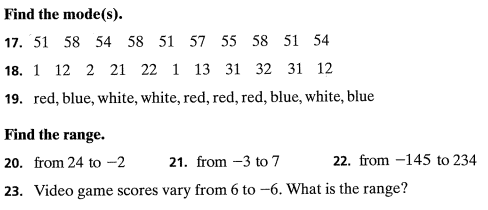 Find the mode(s).
17. 51 58 54 58 51 57 55 58 51 54
18. 1 12 2 21 22 1 13 31 32 31 12
19. red, blue, white, white, red, red, red, blue, white, blue
Find the range.
20. from 24 to −2 21. from −3 to 7 22. from −145 to 234
23. Video game scores vary from 6 to −6. What is the range?